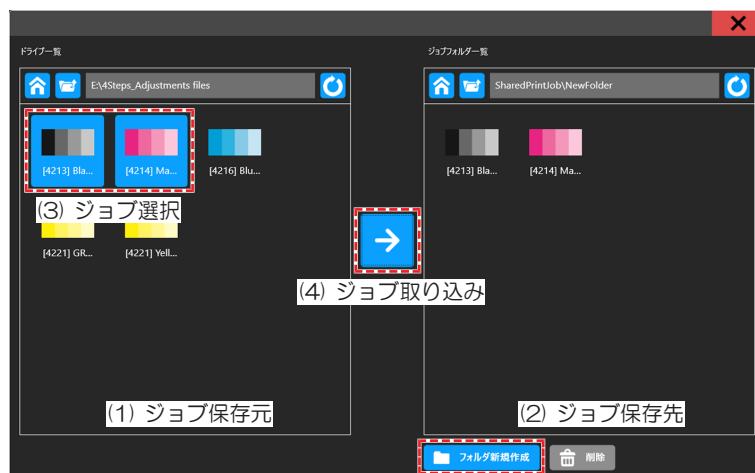 ドライブ一覧
ジョブフォルダ一覧
E:\4Steps_Adjustments files
SharedPrintJob\NewFolder
[4213] Bla...
[4214] Ma...
[4216] Blu...
[4213] Bla...
[4214] Ma...
(3) ジョブ選択
[4221] GR...
[4221] Yell...
(4) ジョブ取り込み
(1) ジョブ保存元
(2) ジョブ保存先
フォルダ新規作成
削除